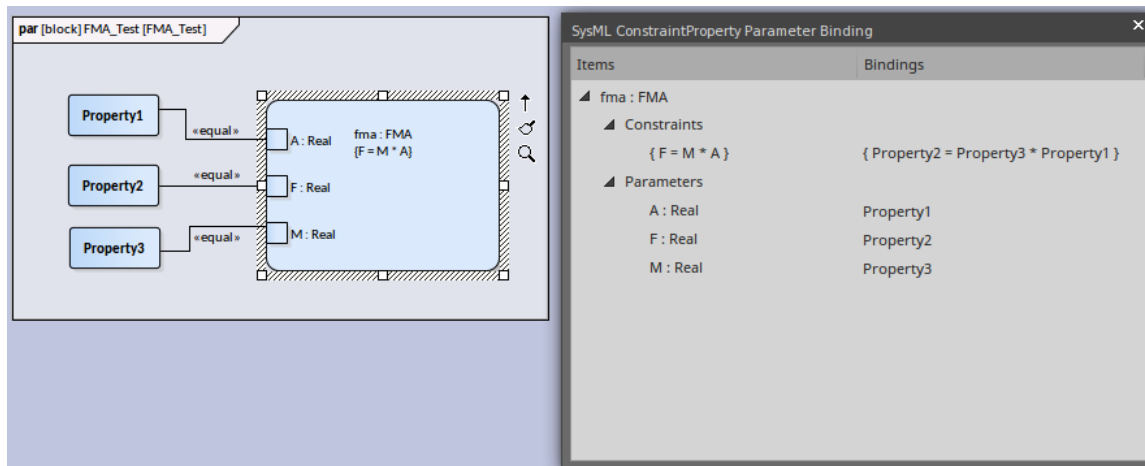 par [block] FMA_Test [FMA_Test]
Property1
«equal»
A : Real
fma : FMA
{F = M * A}
Property2
«equal»
F : Real
Property3
«equal»
M : Real
SysML ConstraintProperty Parameter Binding
Items Bindings
fma : FMA
Constraints
{ F = M * A } { Property2 = Property3 * Property1 }
Parameters
A : Real Property1
F : Real Property2
M : Real Property3